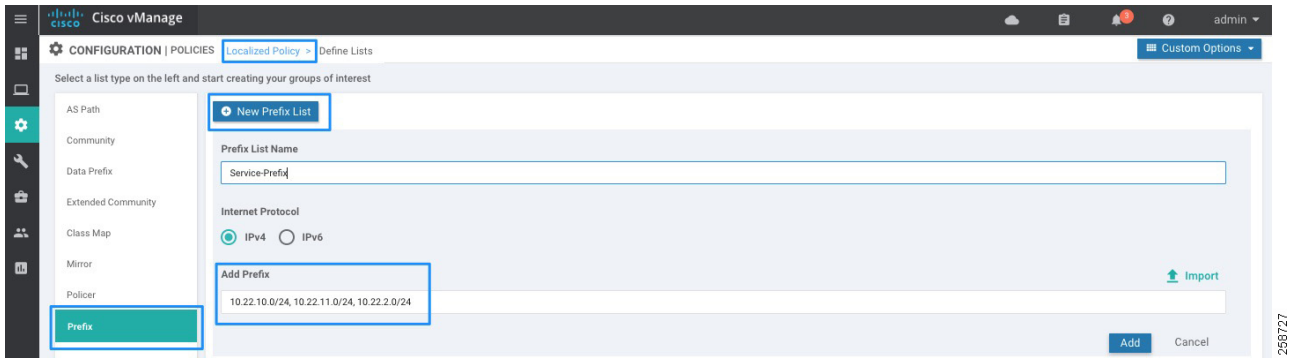 cisco Cisco vManage 3 admin
CONFIGURATION | POLICIES Localized Policy > Define Lists Custom Options
Select a list type on the left and start creating your groups of interest
AS Path
Community
Data Prefix
Extended Community
Class Map
Mirror
Policer
Prefix
New Prefix List
Prefix List Name
Service-Prefix
Internet Protocol
IPv4 IPv6
Add Prefix
Import
10.22.10.0/24, 10.22.11.0/24, 10.22.2.0/24
Add Cancel
258727